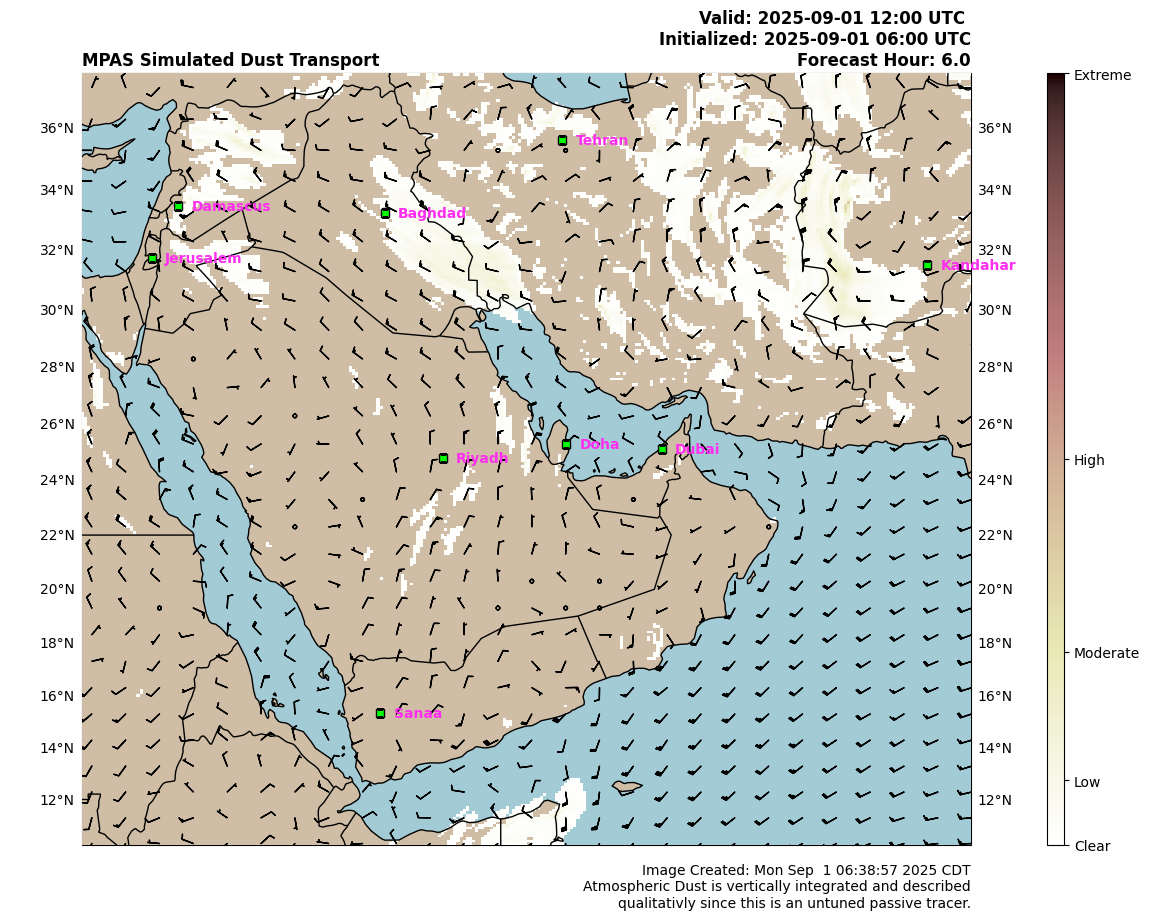 Valid: 2025-09-01 12:00 UTC
Initialized: 2025-09-01 06:00 UTC
MPAS Simulated Dust Transport Forecast Hour: 6.0
Extreme
36°N 36°N
Tehran
34°N 34°N
Damascus
Baghdad
32°N 32°N
Jerusalem
Kandahar
30°N 30°N
28°N 28°N
26°N 26°N
Doha
Dubai
Riyadh
High
24°N 24°N
22°N 22°N
20°N 20°N
18°N 18°N
Moderate
16°N 16°N
Sanaa
14°N 14°N
Low
12°N 12°N
Clear
Image Created: Mon Sep  1 06:38:57 2025 CDT
Atmospheric Dust is vertically integrated and described
qualitativly since this is an untuned passive tracer.